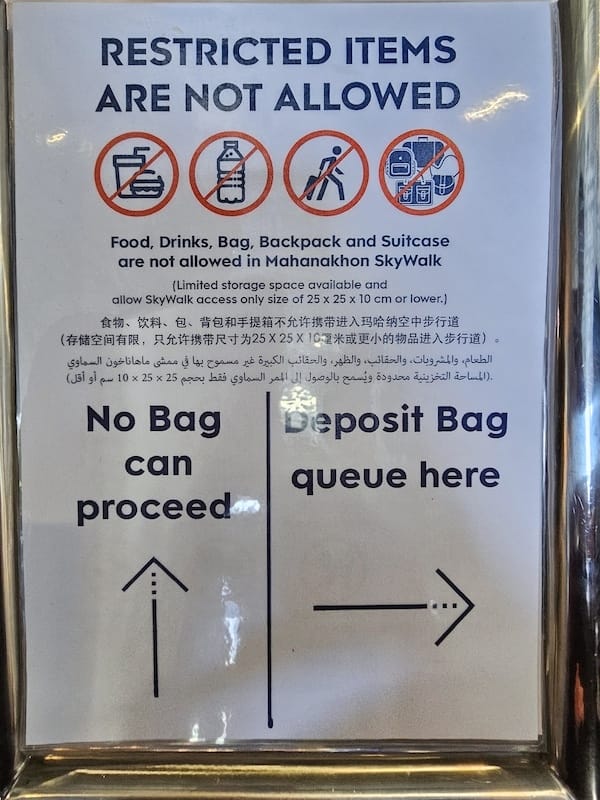 RESTRICTED ITEMS
ARE NOT ALLOWED
Food, Drinks, Bag, Backpack and Suitcase
are not allowed in Mahanakhon SkyWalk
(Limited storage space available and
allow SkyWalk access only size of 25 x 25 x 10 cm or lower.)
食物、饮料、包、背包和手提箱不允许携带进入玛哈纳空中步行道
(存储空间有限，只允许携带尺寸为25 X 25 X 10厘米或更小的物品进入步行道) 。
الطعام، والمشروبات، والحقائب، والظهر، والحقائب الكبيرة غير مسموح بها في ممشى ماهاناخون السماوي
(المساحة التخزينية محدودة ويُسمح بالوصول إلى الممر السماوي فقط بحجم 25 × 25 × 10 سم أو أقل).
No Bag
can
proceed
Deposit Bag
queue here